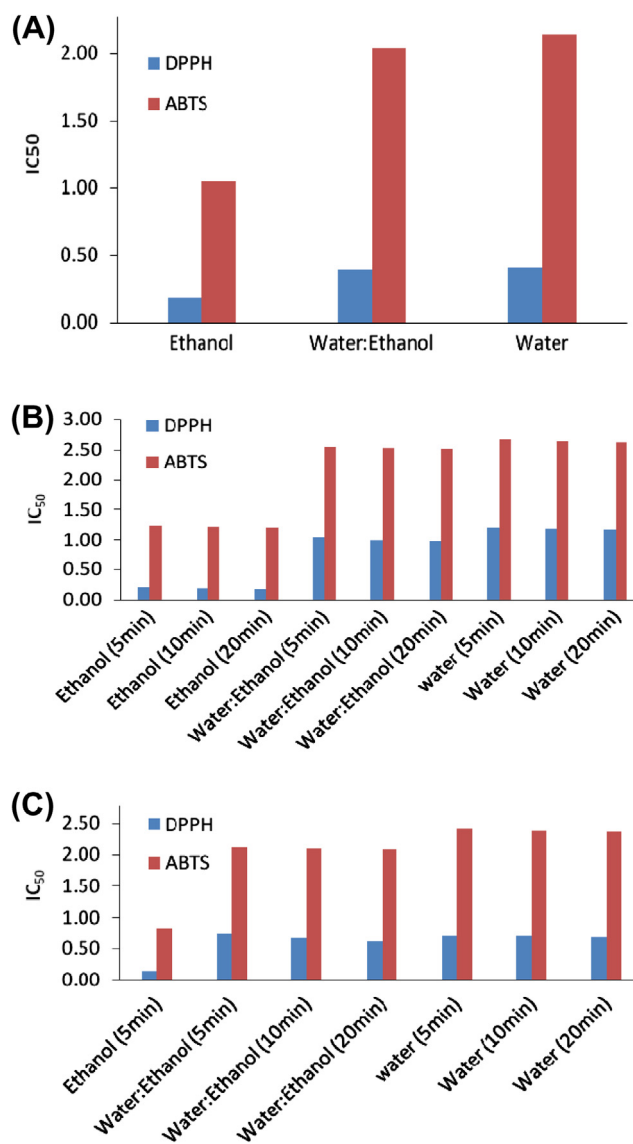 (A)
2.00
1.50
1.00
0.50
0.00
IC50
DPPH
ABTS
Ethanol
Water:Ethanol
Water
(B)
3.00
2.50
2.00
1.50
1.00
0.50
0.00
IC50
DPPH
ABTS
Ethanol (5min)
Ethanol (10min)
Ethanol (20min)
Water:Ethanol (5min)
Water:Ethanol (10min)
Water:Ethanol (20min)
water (5min)
Water (10min)
Water (20min)
(C)
2.50
2.00
1.50
1.00
0.50
0.00
IC50
DPPH
ABTS
Ethanol (5min)
Water:Ethanol (5min)
Water:Ethanol (10min)
Water:Ethanol (20min)
water (5min)
Water (10min)
Water (20min)